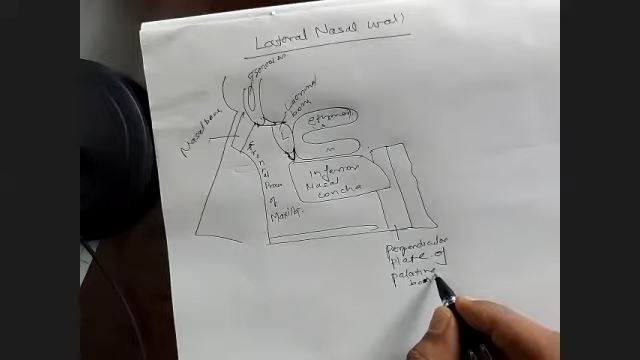 Lateral Nasal wall
Nasal bone
Lacrimal
bone
L
ethmoid
m
Inferior
Nasal
concha
Frontal
Process
of
Maxilla.
perpendicular
plate of
palatine
bone